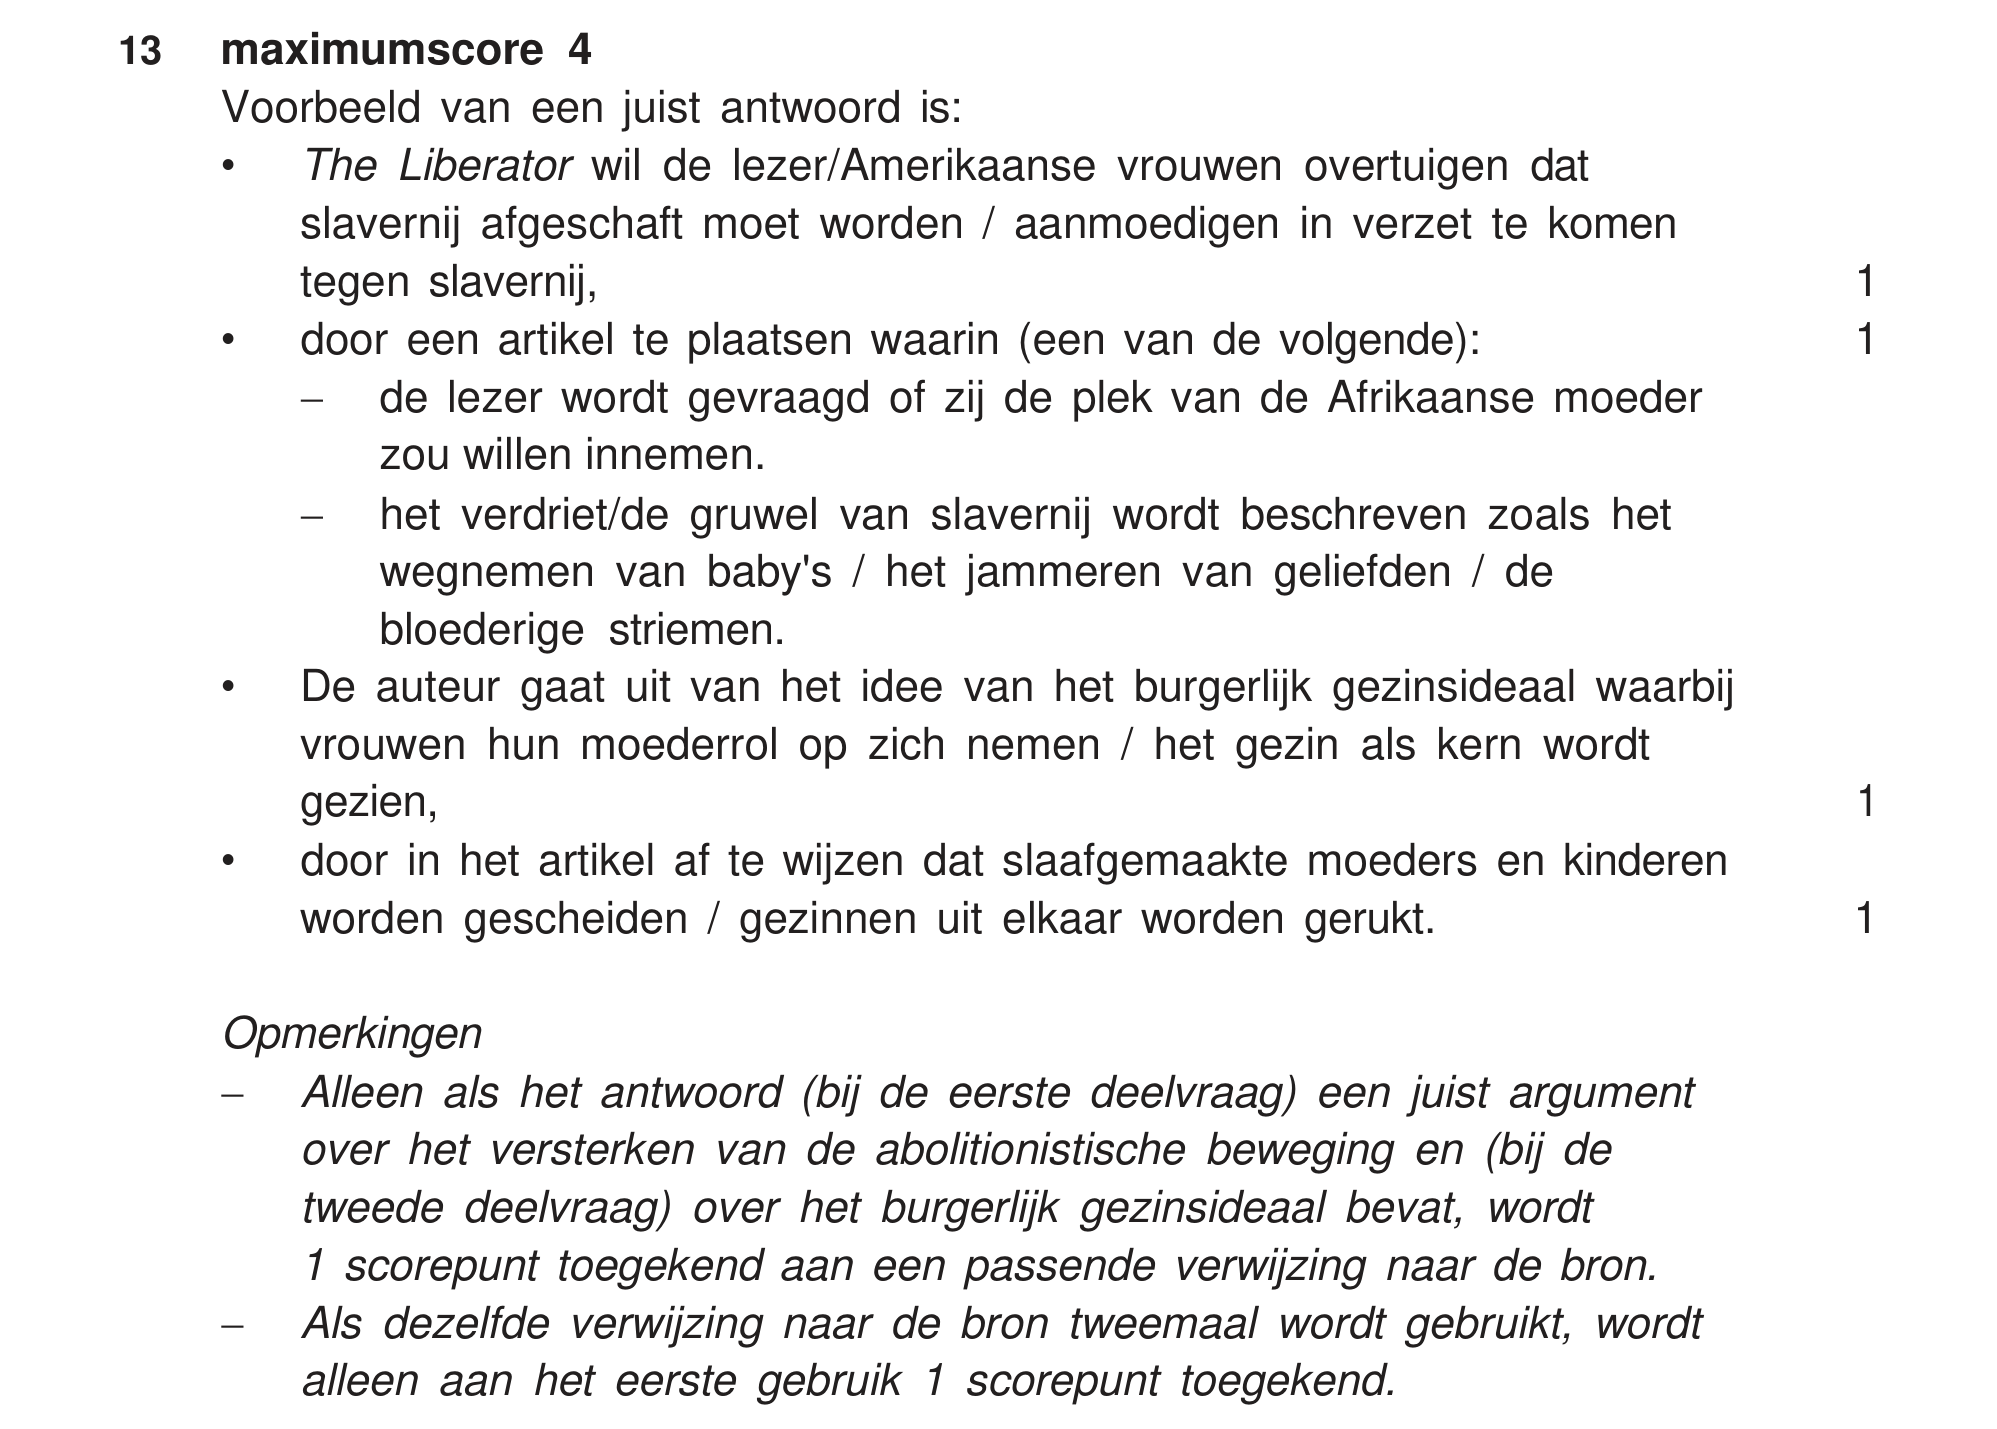 13 maximumscore 4
Voorbeeld van een juist antwoord is:
• The Liberator wil de lezer/Amerikaanse vrouwen overtuigen dat
slavernij afgeschaft moet worden / aanmoedigen in verzet te komen
tegen slavernij, 1
• door een artikel te plaatsen waarin (een van de volgende): 1
– de lezer wordt gevraagd of zij de plek van de Afrikaanse moeder
zou willen innemen.
– het verdriet/de gruwel van slavernij wordt beschreven zoals het
wegnemen van baby's / het jammeren van geliefden / de
bloederige striemen.
• De auteur gaat uit van het idee van het burgerlijk gezinsideaal waarbij
vrouwen hun moederrol op zich nemen / het gezin als kern wordt
gezien, 1
• door in het artikel af te wijzen dat slaafgemaakte moeders en kinderen
worden gescheiden / gezinnen uit elkaar worden gerukt. 1
Opmerkingen
– Alleen als het antwoord (bij de eerste deelvraag) een juist argument
over het versterken van de abolitionistische beweging en (bij de
tweede deelvraag) over het burgerlijk gezinsideaal bevat, wordt
1 scorepunt toegekend aan een passende verwijzing naar de bron.
– Als dezelfde verwijzing naar de bron tweemaal wordt gebruikt, wordt
alleen aan het eerste gebruik 1 scorepunt toegekend.